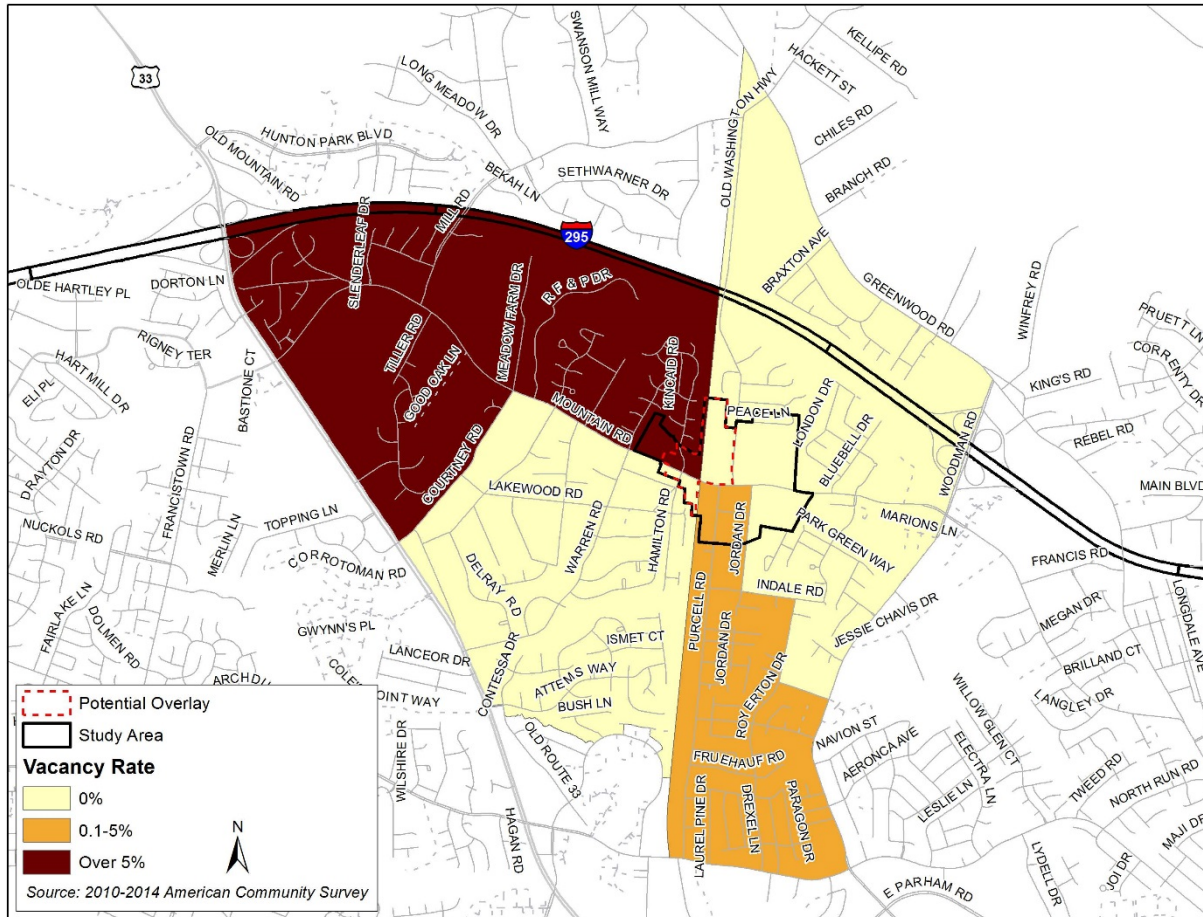 SWANSON MILL WAY
KELLIPE RD
HACKETT ST
33
LONG MEADOW DR
OLD WASHINGTON HWY
CHILES RD
HUNTON PARK BLVD
OLD MOUNTAIN RD
BEKAH LN
SETHWARNER DR
BRANCH RD
MILL RD
SLENDERLEAF DR
295
BRAXTON AVE
GREENWOOD RD
WINFREY RD
OLDE HARTLEY PL
DORTON LN
R F & P DR
MEADOW FARM DR
PRUETT LN
CORRENTY DR
RIGNEY TER
TILLER RD
KINCAID RD
HART MILL DR
ELI PL
BASTIONE CT
GOOD OAK LN
KING'S RD
MOUNTAIN RD
PEACE LN
LONDON DR
BLUEBELL DR
REBEL RD
WOODMAN RD
DRAYTON DR
FRANCISTOWN RD
COURTNEY RD
LAKEWOOD RD
MAIN BLVD
NUCKOLS RD
MERLIN LN
TOPPING LN
WARREN RD
HAMILTON RD
JORDAN DR
PARK GREEN WAY
MARIONS LN
FRANCIS RD
CORROTOMAN RD
DELRAY RD
INDALE RD
FAIRLAKE LN
DOLMEN RD
GWYNN'S PL
PURCELL RD
JESSIE CHAVIS DR
MEGAN DR
LONGDALE AVE
ISMET CT
JORDAN DR
LANCEOR DR
CONTESSA DR
ATTEMS WAY
BRILLAND CT
BUSH LN
ROYERTON DR
WILLOW GLEN CT
LANGLEY DR
OLD ROUTE 33
NAVION ST
AERONCA AVE
ELECTRA LN
WILSHIRE DR
FRUEHAUF RD
LESLIE LN
TWEED RD
NORTH RUN RD
HAGAN RD
LAUREL PINE DR
DREXEL LN
PARAGON DR
MAJI DR
LYDELL DR
JOI DR
E PARHAM RD
Potential Overlay
Study Area
Vacancy Rate
0%
0.1-5%
Over 5%
N
Source: 2010-2014 American Community Survey